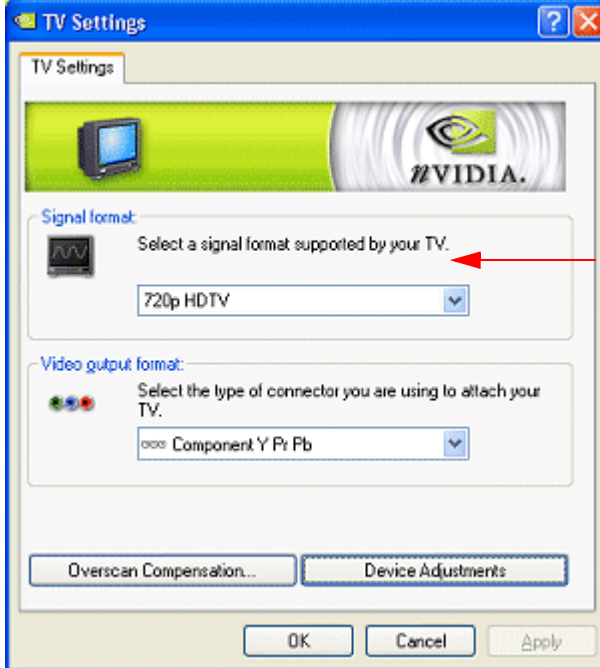 TV Settings
TV Settings
nVIDIA.
Signal format:
Select a signal format supported by your TV.
720p HDTV
Video output format:
Select the type of connector you are using to attach your
TV.
Component Y Pr Pb
Overscan Compensation...
Device Adjustments
OK
Cancel
Apply